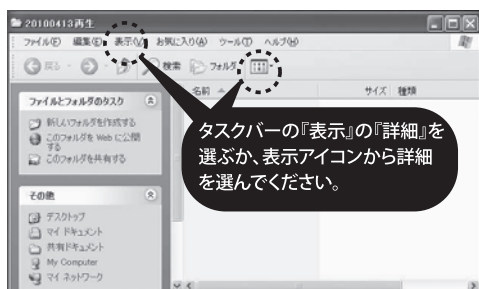 20100413再生
ファイル(F) 編集(E) 表示(V) お気に入り(A) ツール(T) ヘルプ(H)
戻る 検索 フォルダ
名前 サイズ 種類
ファイルとフォルダのタスク
新しいフォルダを作成する
このフォルダを Web に公開
する
このフォルダを共有する
タスクバーの『表示』の『詳細』を
選ぶか、表示アイコンから詳細
を選んでください。
その他
デスクトップ
マイ ドキュメント
共有ドキュメント
My Computer
マイ ネットワーク